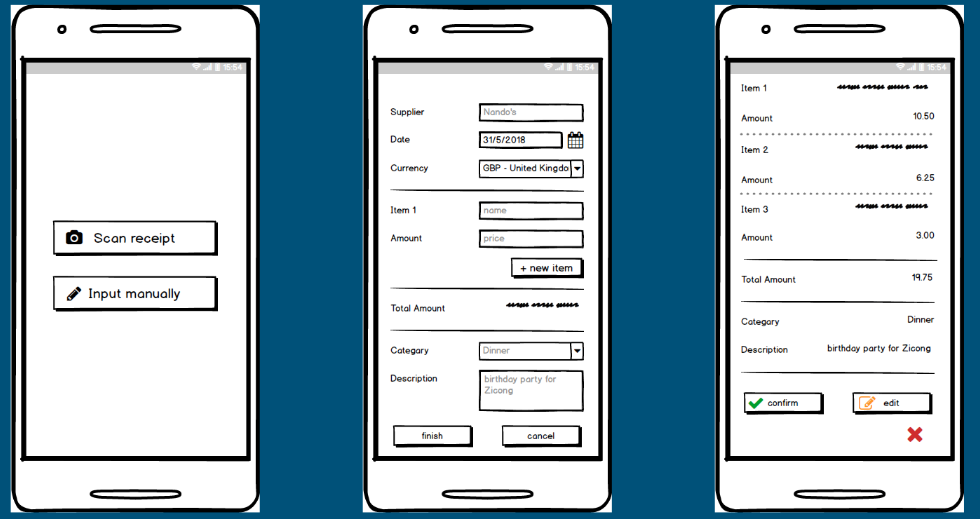 15:54
Scan receipt
Input manually
15:54
Supplier Nando's
Date 31/5/2018
Currency GBP - United Kingdo
Item 1 name
Amount price
+ new item
Total Amount
Category Dinner
Description birthday party for
Zicong
finish cancel
15:54
Item 1
Amount 10.50
Item 2
Amount 6.25
Item 3
Amount 3.00
Total Amount 19.75
Category Dinner
Description birthday party for Zicong
confirm edit